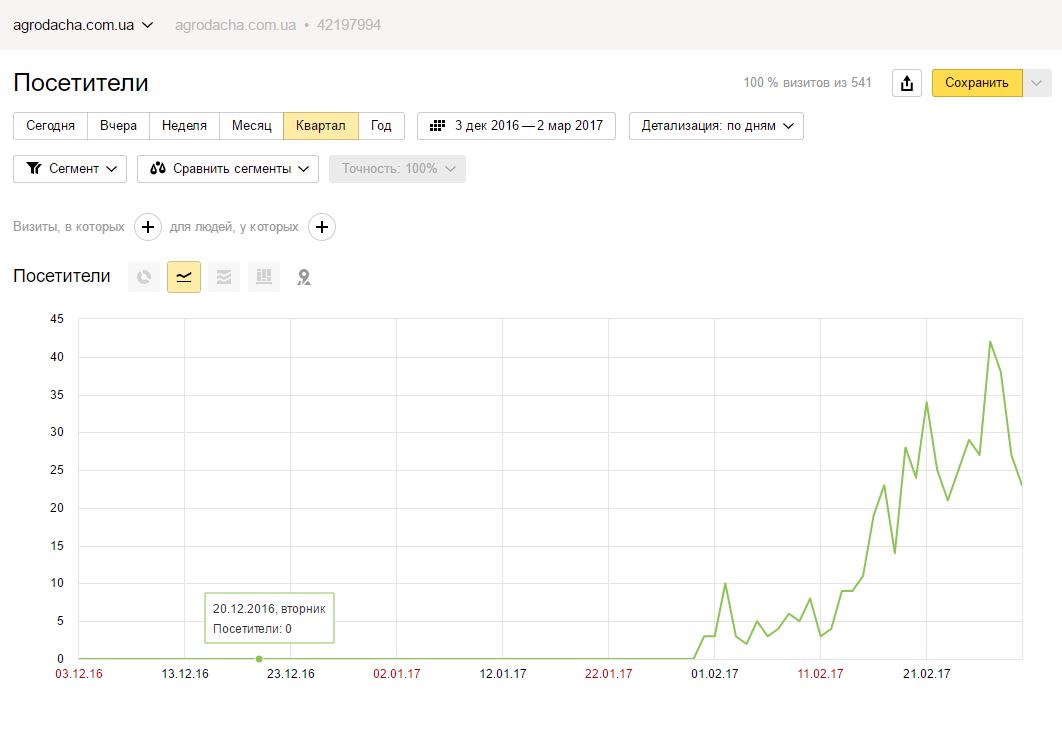 agrodacha.com.ua agrodacha.com.ua • 42197994
Посетители 100 % визитов из 541 Сохранить
Сегодня Вчера Неделя Месяц Квартал Год 3 дек 2016 — 2 мар 2017 Детализация: по дням
Сегмент Сравнить сегменты Точность: 100%
Визиты, в которых + для людей, у которых +
Посетители
45
40
35
30
25
20
15
10
5
0
20.12.2016, вторник
Посетители: 0
03.12.16 13.12.16 23.12.16 02.01.17 12.01.17 22.01.17 01.02.17 11.02.17 21.02.17